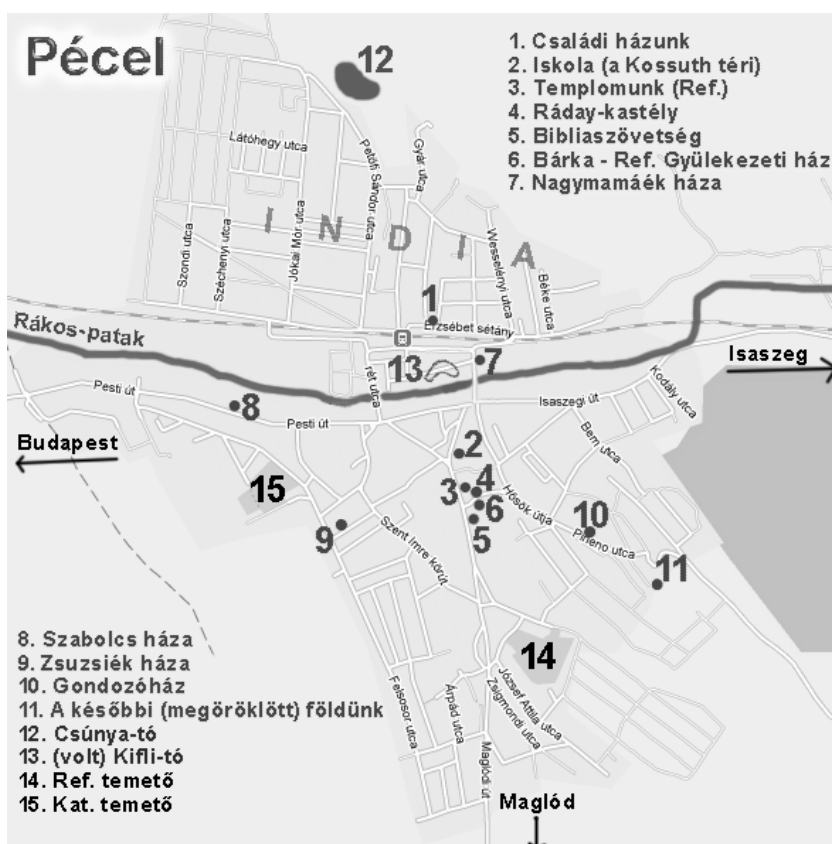 Pécel
12
1. Családi házunk
2. Iskola (a Kossuth téri)
3. Templomunk (Ref.)
4. Ráday-kastély
5. Bibliaszövetség
6. Bárka - Ref. Gyülekezeti ház
7. Nagymamáék háza
Látóhegy utca
Petőfi Sándor utca
Gyár utca
INDIA
Szondi utca
Széchenyi utca
Jókai Mór utca
Wesselényi utca
Béke utca
1
Erzsébet sétány
Rákos-patak
13
7
Isaszeg
rét utca
Kodály utca
Pesti út
8
Pesti út
Isaszegi út
Bem utca
Budapest
2
15
3
4
6
5
Hősök útja
10
Piheno utca
9
Szent Imre körút
11
14
8. Szabolcs háza
9. Zsuzsiék háza
10. Gondozóház
11. A későbbi (megöröklött) földünk
12. Csúnya-tó
13. (volt) Kifli-tó
14. Ref. temető
15. Kat. temető
Felsosor utca
Árpád utca
Maglódi út
József Attila utca
Zsigmondi utca
Maglód